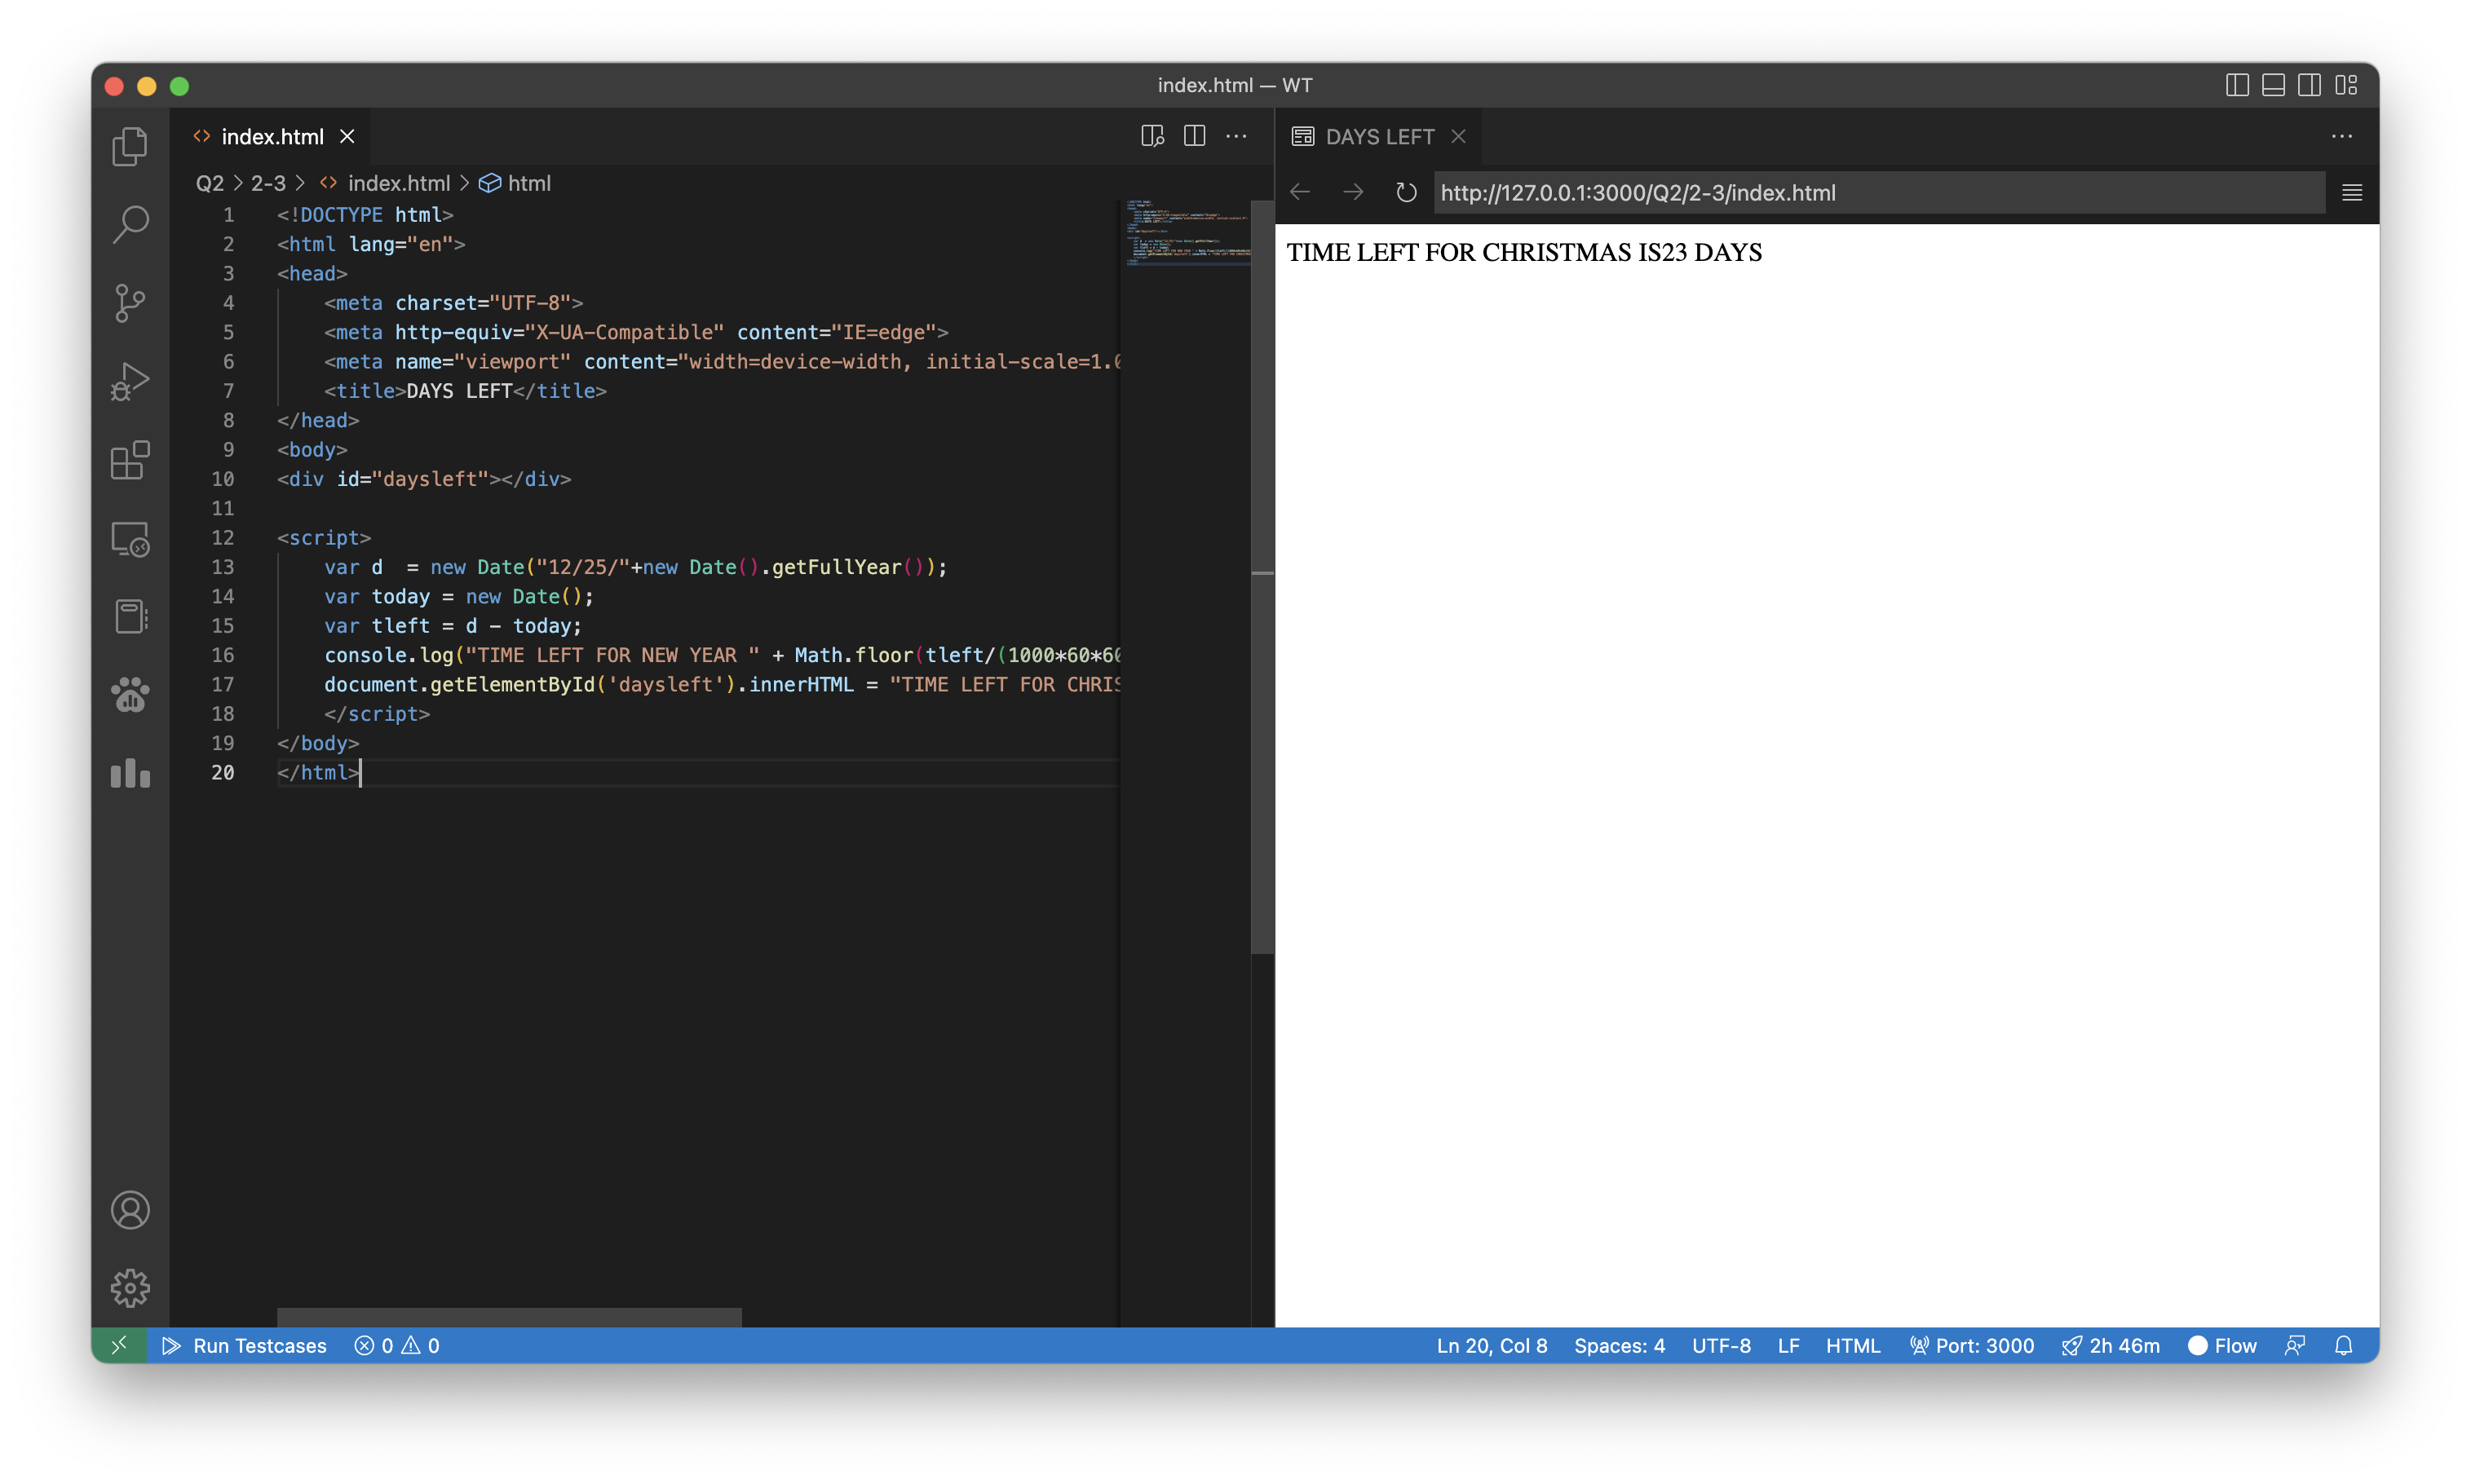 index.html — WT
index.html
DAYS LEFT
Q2 > 2-3 > index.html > html
http://127.0.0.1:3000/Q2/2-3/index.html
1 <!DOCTYPE html>
2 <html lang="en">
3 <head>
4 <meta charset="UTF-8">
5 <meta http-equiv="X-UA-Compatible" content="IE=edge">
6 <meta name="viewport" content="width=device-width, initial-scale=1.0
7 <title>DAYS LEFT</title>
8 </head>
9 <body>
10 <div id="daysleft"></div>
11
12 <script>
13 var d  = new Date("12/25/"+new Date().getFullYear());
14 var today = new Date();
15 var tleft = d - today;
16 console.log("TIME LEFT FOR NEW YEAR " + Math.floor(tleft/(1000*60*60
17 document.getElementById('daysleft').innerHTML = "TIME LEFT FOR CHRIS
18 </script>
19 </body>
20 </html>
TIME LEFT FOR CHRISTMAS IS23 DAYS
Run Testcases 0 0 Ln 20, Col 8 Spaces: 4 UTF-8 LF HTML Port: 3000 2h 46m Flow